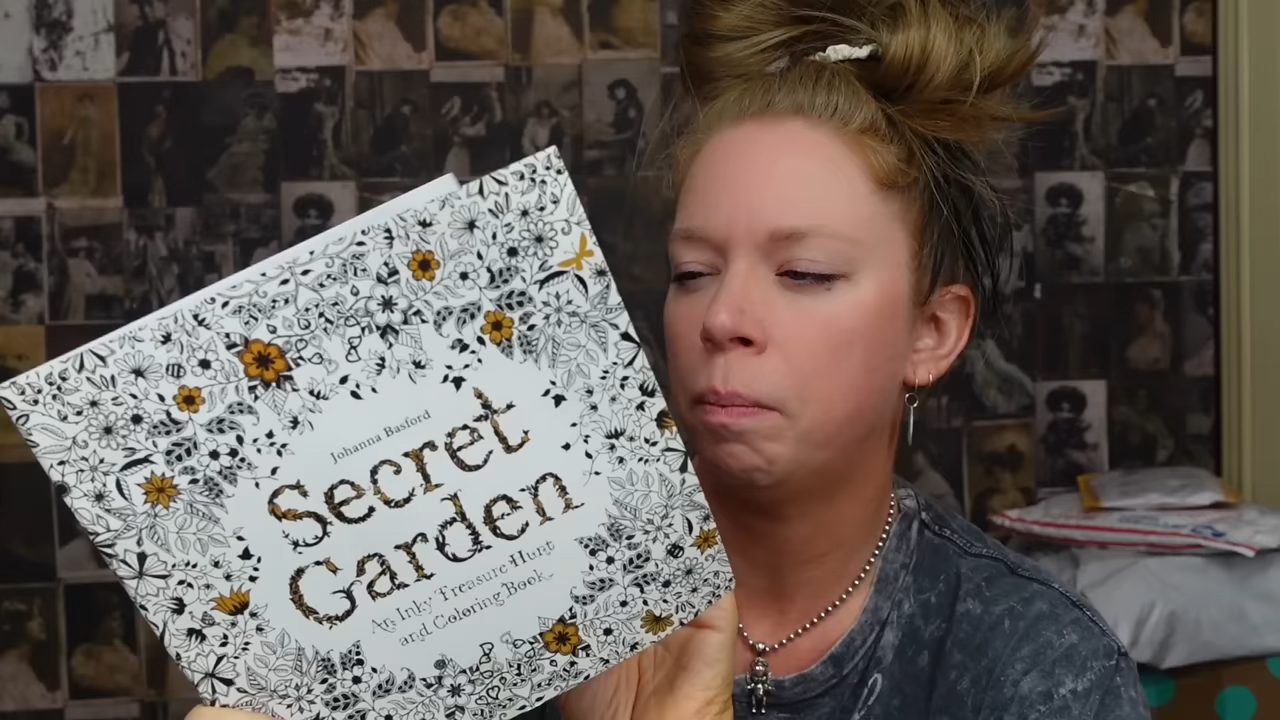 Johanna Basford
Secret
Garden
An Inky Treasure Hunt
and Coloring Book